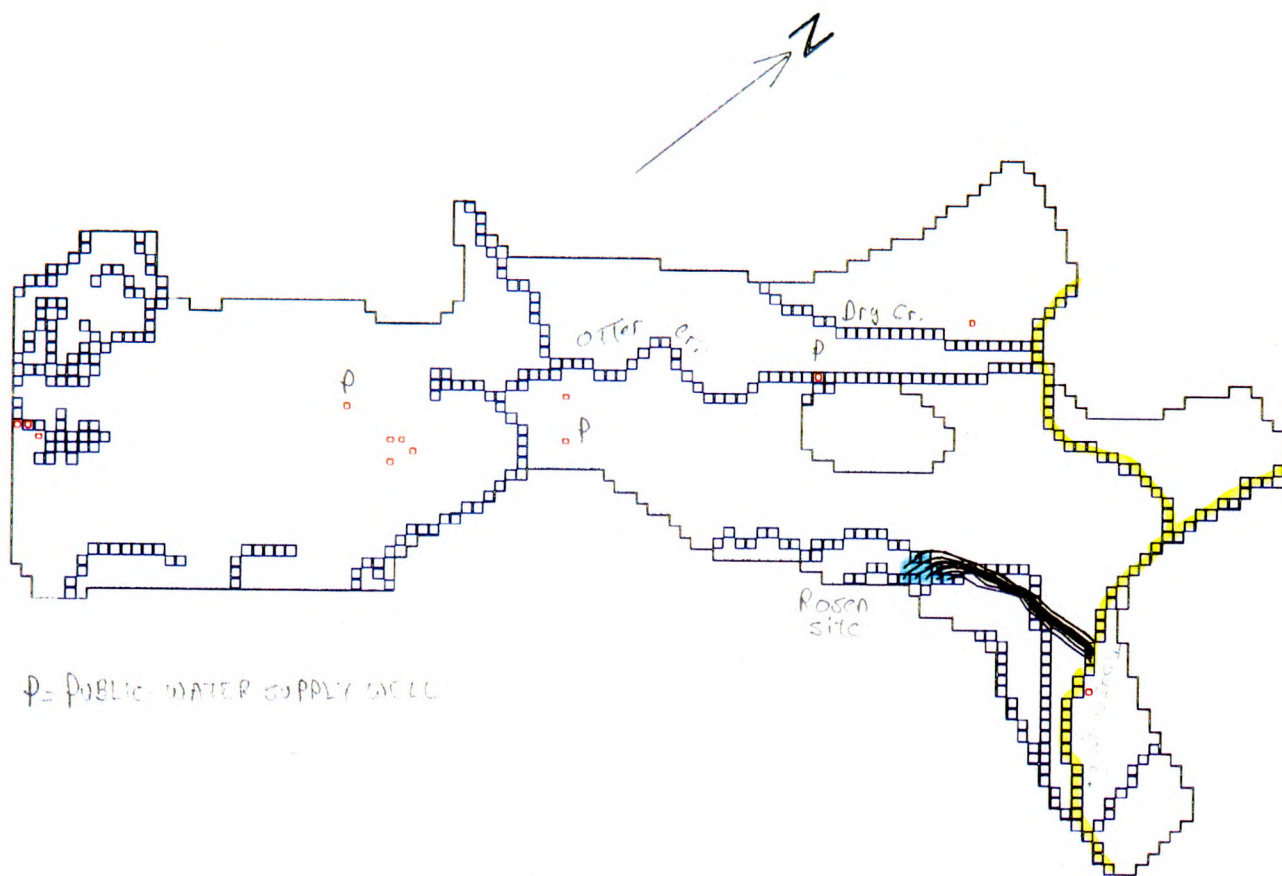 N
Dry Cr.
Otter Cr.
P
P
P
Rosen
site
P = PUBLIC WATER SUPPLY WELL